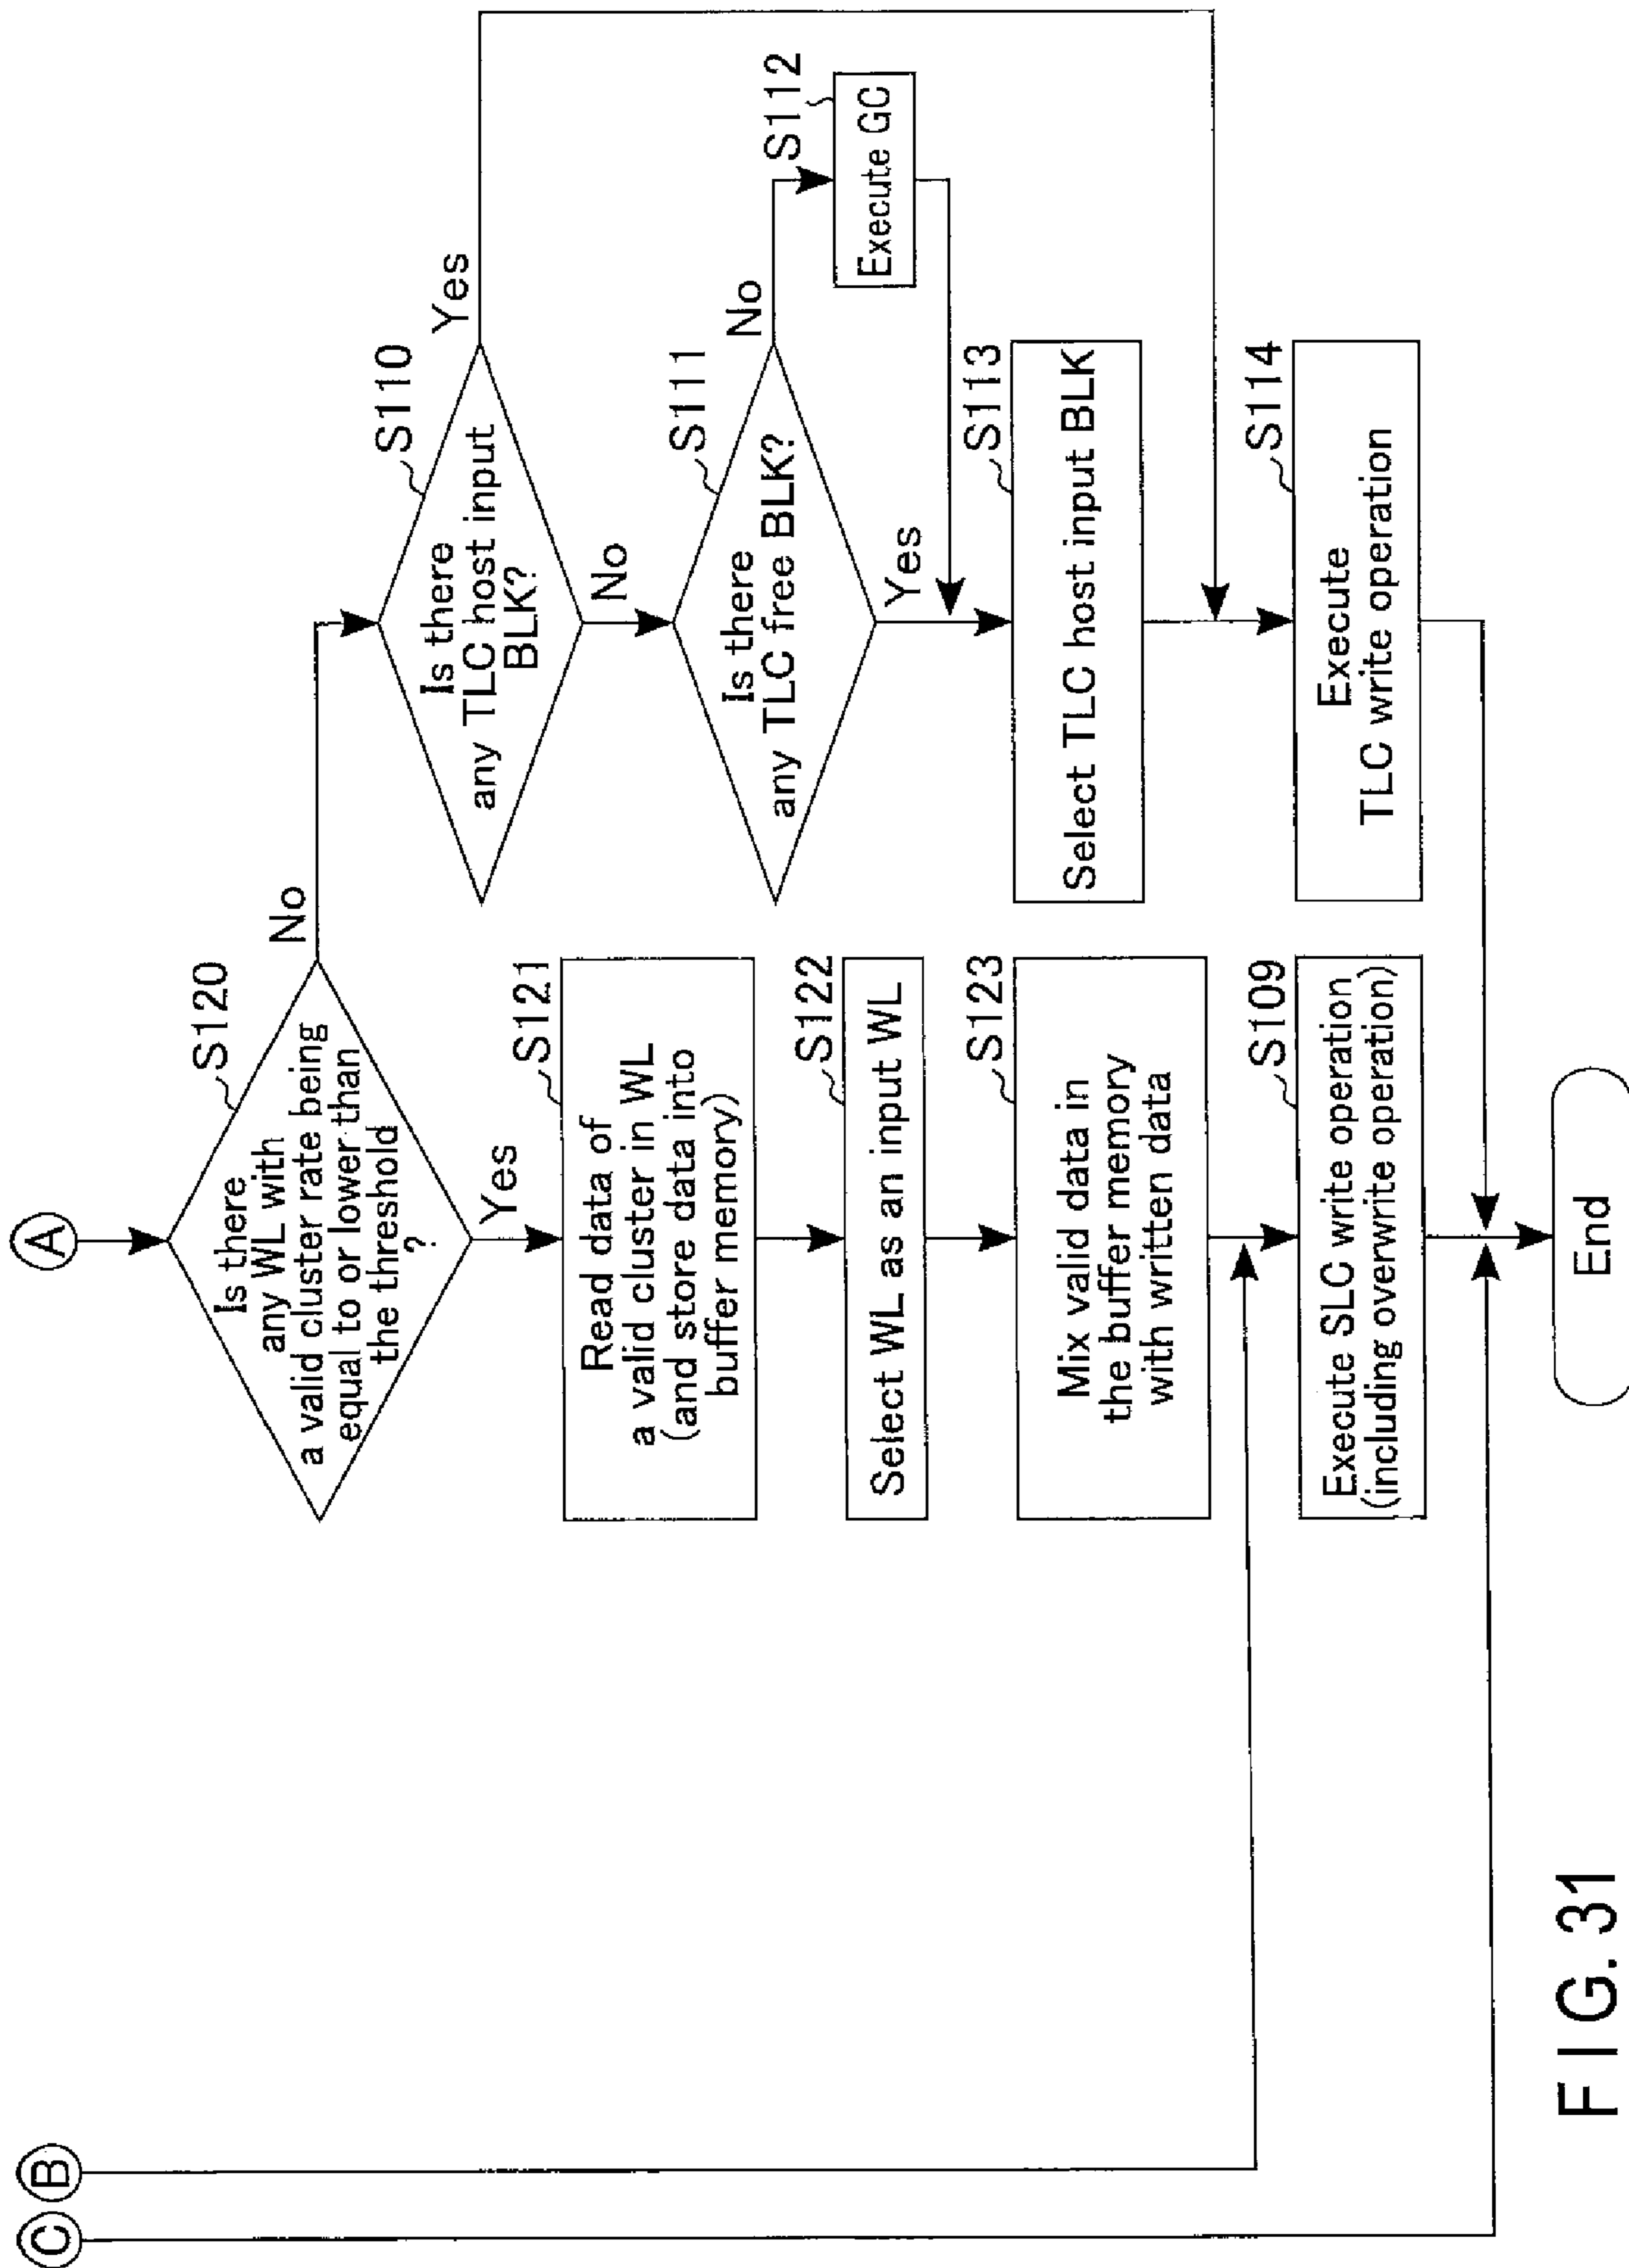 A
Is there
any WL with
a valid cluster rate being
equal to or lower than
the threshold
?
S120
No
Yes
Read data of
a valid cluster in WL
(and store data into
buffer memory)
S121
Select WL as an input WL
S122
Mix valid data in
the buffer memory
with written data
S123
Execute SLC write operation
(including overwrite operation)
S109
Is there
any TLC host input
BLK?
S110
Yes
No
Is there
any TLC free BLK?
S111
No
Yes
Execute GC
S112
Select TLC host input BLK
S113
Execute
TLC write operation
S114
End
B
C
FIG. 31